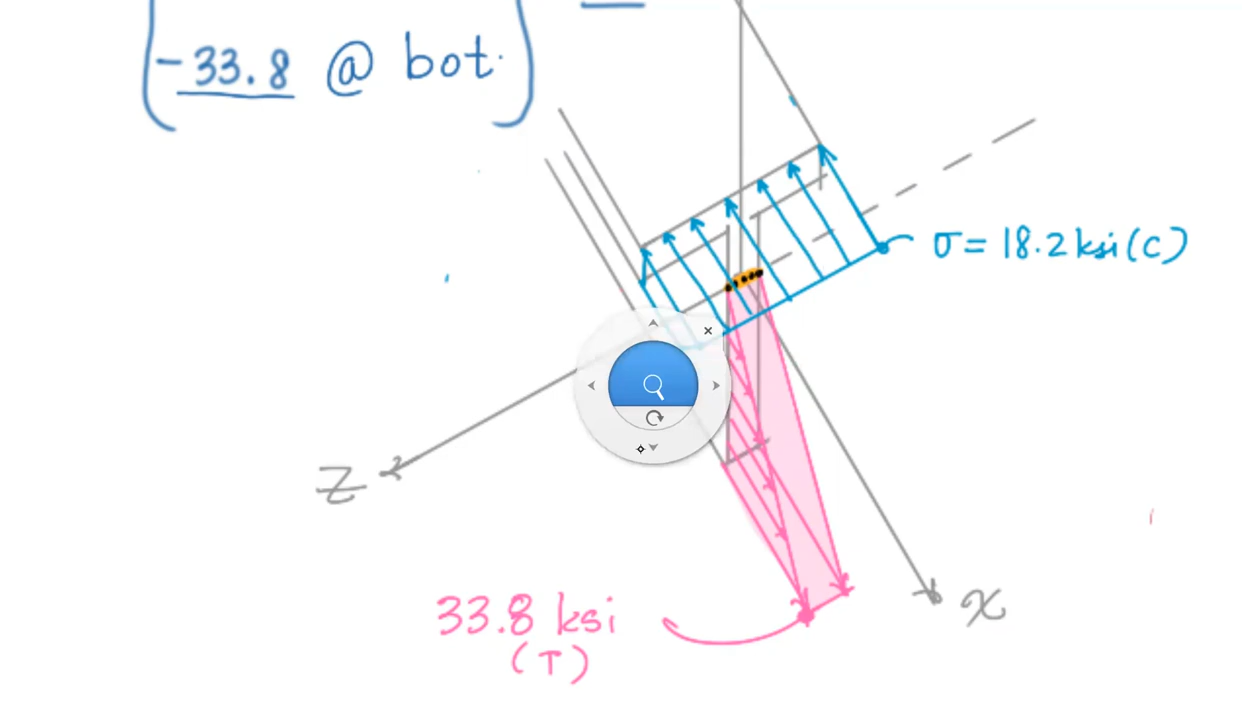 -33.8 @ bot.
σ = 18.2 ksi (C)
Z
33.8 ksi
(T)
x